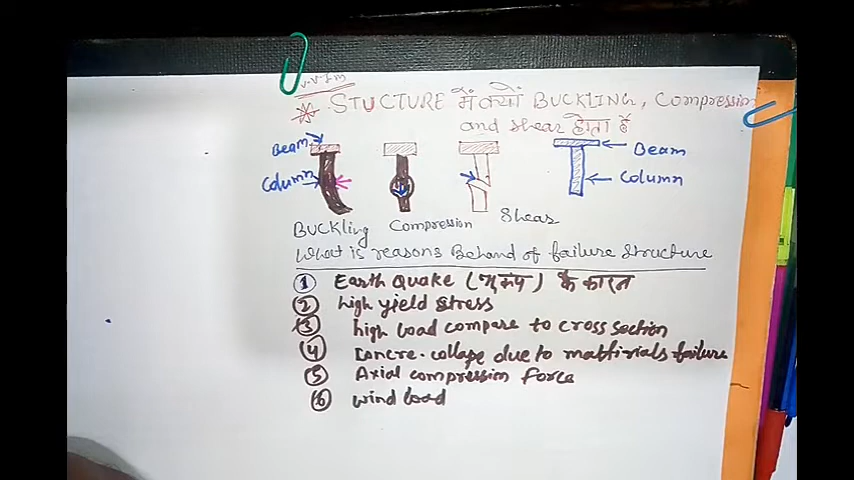 V.V.Im
STUCTURE में क्यों BUCKLING, Compression
and shear होता है
Beam
Beam
Column
Column
BUCKling Compression Shear
What is reasons Behand of failure structure
1 Earth Quake (भूकंप) के कारन
2 high yield stress
3 high load compare to cross section
4 concre. collapse due to matirials failure
5 Axial compression force
6 wind load